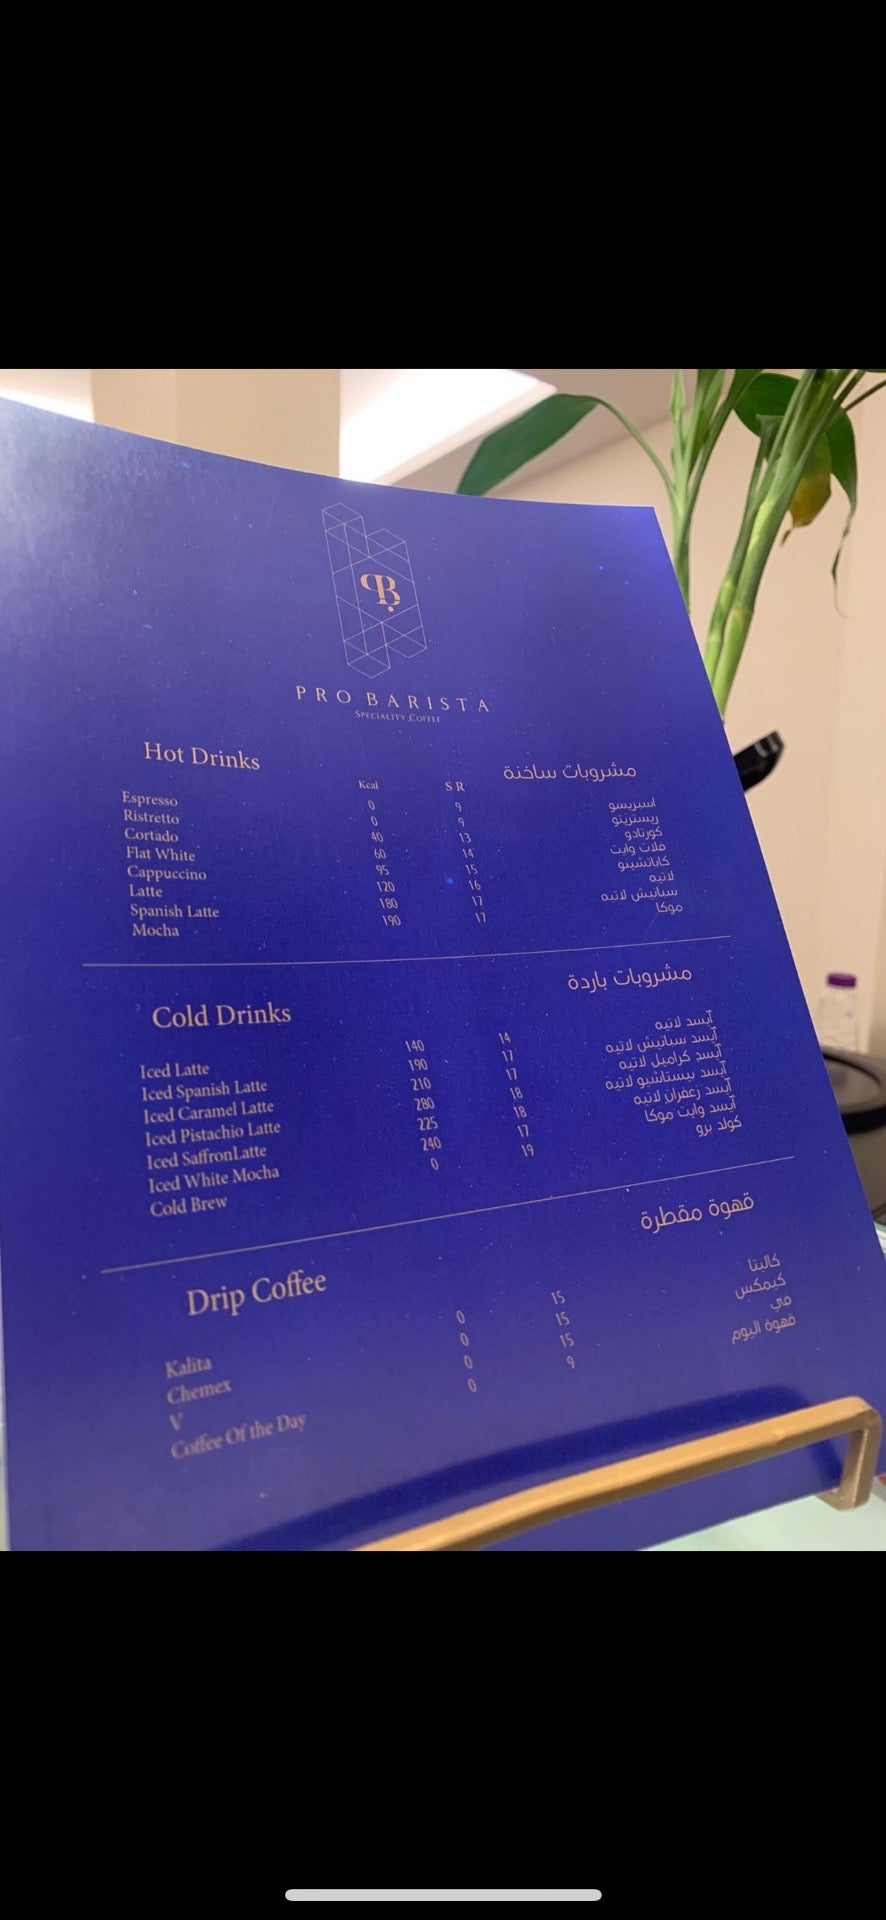 PB
PRO BARISTA
SPECIALITY COFFEE
Hot Drinks Kcal S R مشروبات ساخنة
Espresso 0 9 اسبريسو
Ristretto 0 9 ريستريتو
Cortado 40 13 كورتادو
Flat White 60 14 فلات وايت
Cappuccino 95 15 كاباتشينو
Latte 120 16 لاتيه
Spanish Latte 180 17 سبانيش لاتيه
Mocha 190 17 موكا
Cold Drinks مشروبات باردة
Iced Latte 140 14 آيسد لاتيه
Iced Spanish Latte 190 17 آيسد سبانيش لاتيه
Iced Caramel Latte 210 17 آيسد كراميل لاتيه
Iced Pistachio Latte 280 18 آيسد بيستاشيو لاتيه
Iced SaffronLatte 225 18 آيسد زعفران لاتيه
Iced White Mocha 240 17 آيسد وايت موكا
Cold Brew 0 19 كولد برو
Drip Coffee قهوة مقطرة
Kalita 0 15 كاليتا
Chemex 0 15 كيمكس
V 0 15 في
Coffee Of the Day 0 9 قهوة اليوم